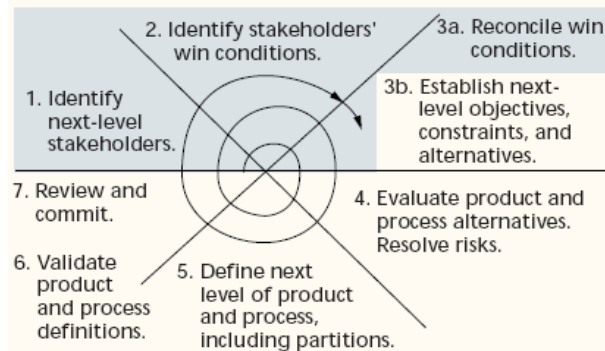 2. Identify stakeholders'
win conditions.
3a. Reconcile win
conditions.
1. Identify
next-level
stakeholders.
3b. Establish next-
level objectives,
constraints, and
alternatives.
7. Review and
commit.
4. Evaluate product and
process alternatives.
Resolve risks.
6. Validate
product
and process
definitions.
5. Define next
level of product
and process,
including partitions.